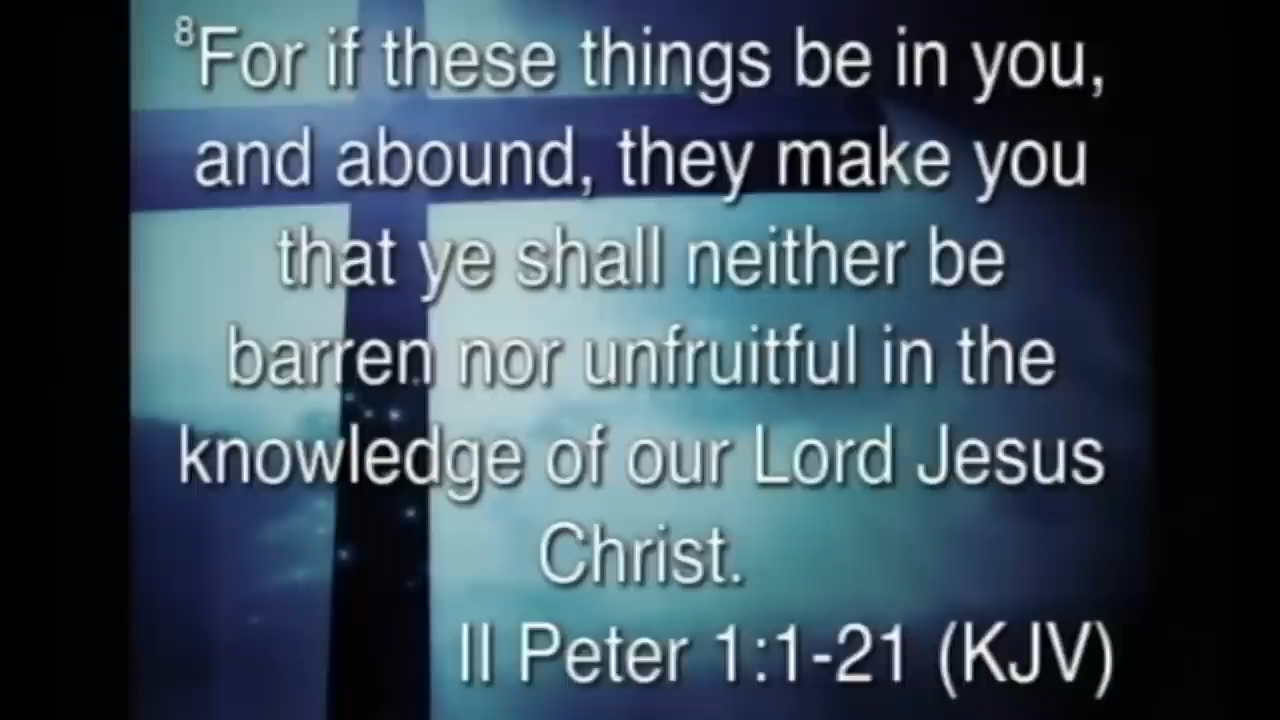 8For if these things be in you,
and abound, they make you
that ye shall neither be
barren nor unfruitful in the
knowledge of our Lord Jesus
Christ.
II Peter 1:1-21 (KJV)